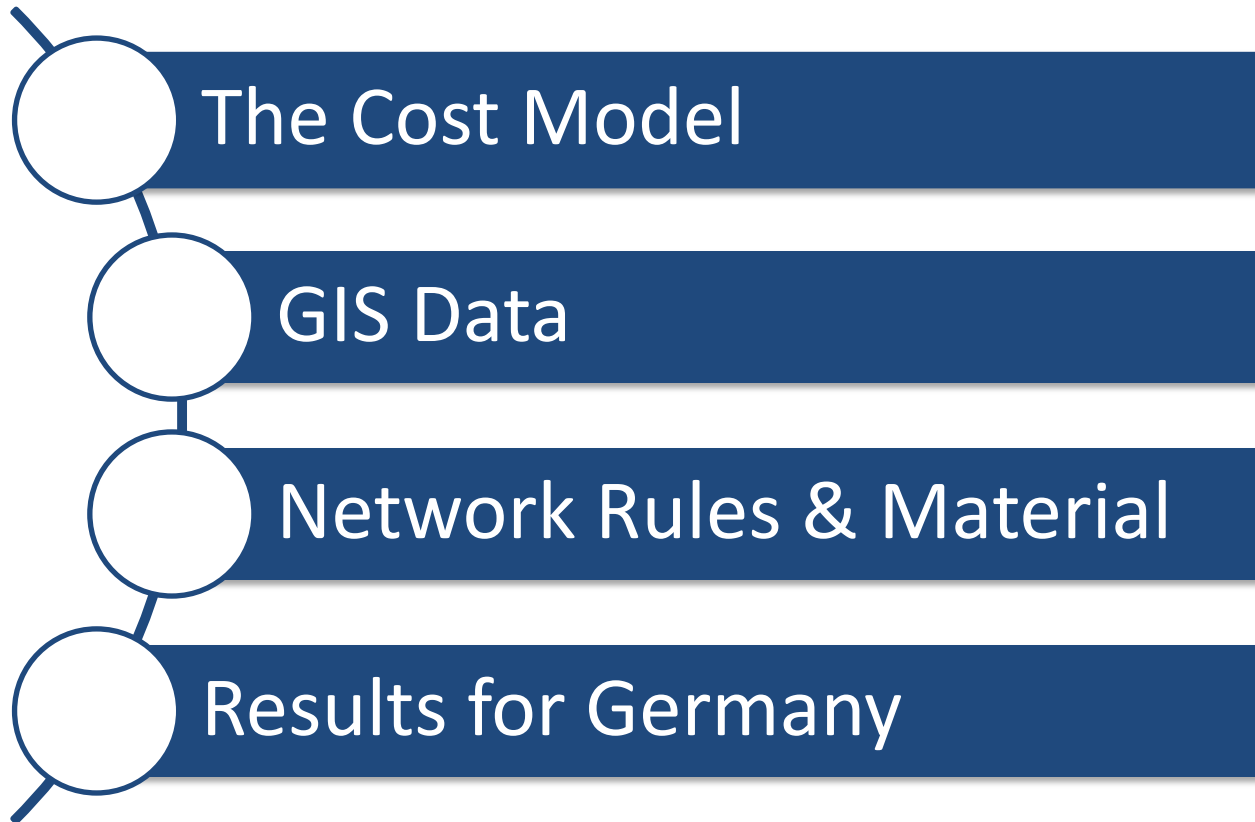 The Cost Model
GIS Data
Network Rules & Material
Results for Germany